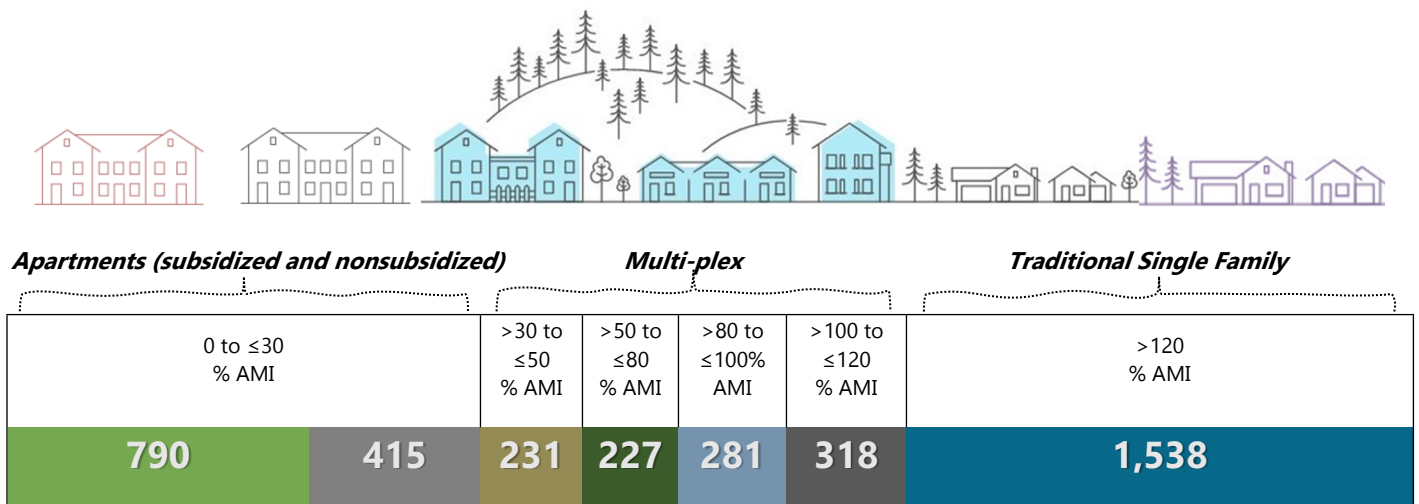 Apartments (subsidized and nonsubsidized)
Multi-plex
Traditional Single Family
0 to ≤30
% AMI
>30 to
≤50
% AMI
>50 to
≤80
% AMI
>80 to
≤100%
AMI
>100 to
≤120
% AMI
>120
% AMI
790
415
231
227
281
318
1,538